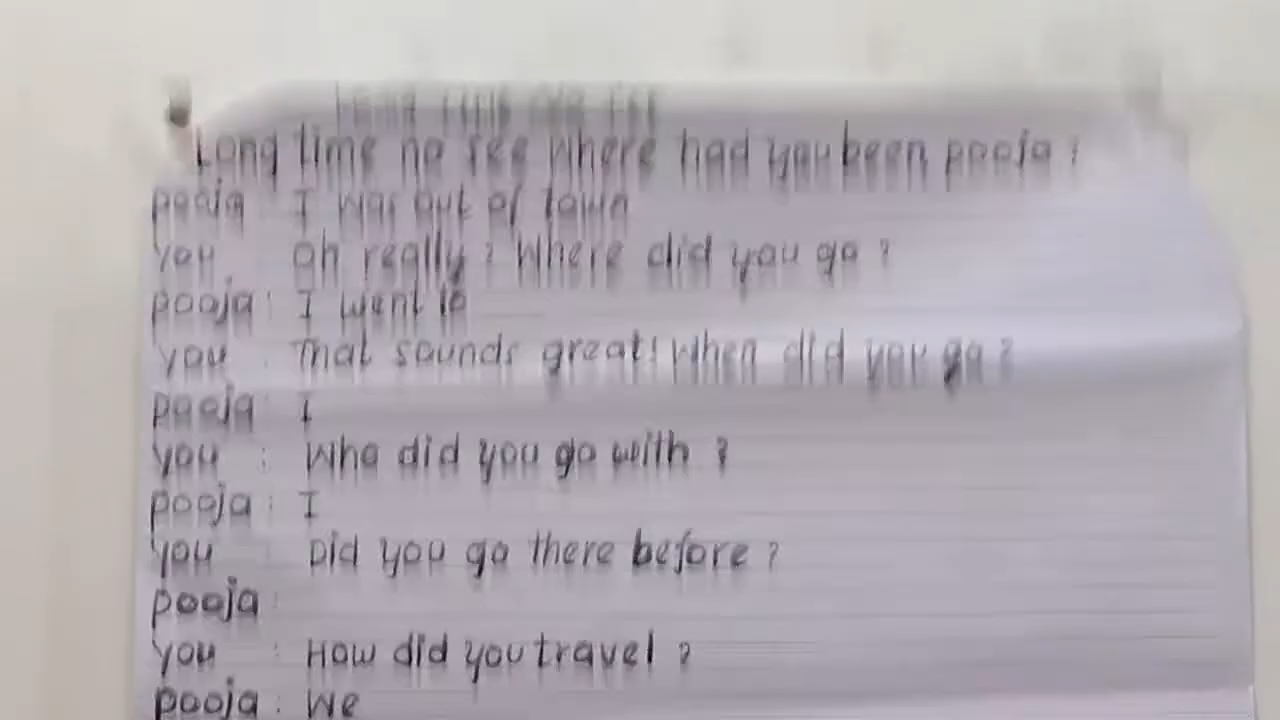 Long time no see where had you been pooja ?
pooja : I was out of town
you oh really ? Where did you go ?
pooja : I went to
you : That sounds great! When did you go ?
pooja : I
you : Who did you go with ?
pooja : I
you Did you go there before ?
pooja :
you : How did you travel ?
pooja : We